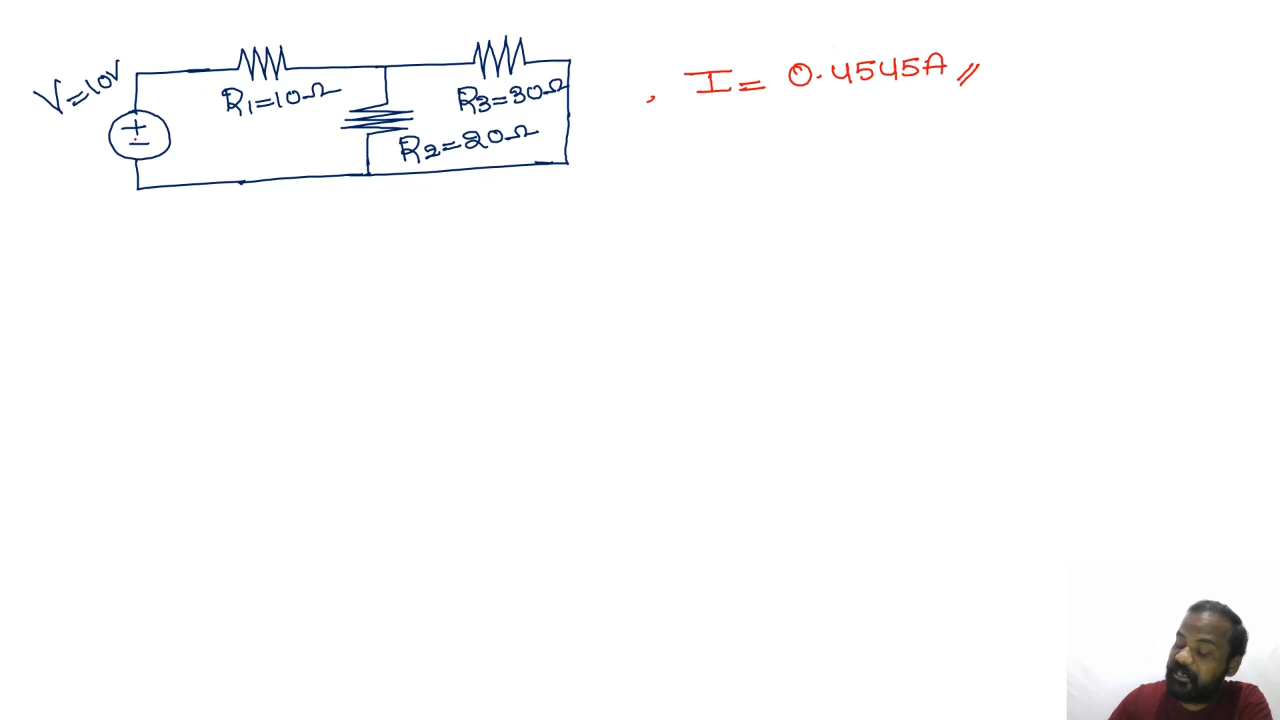 V=10V
R1=10Ω
R3=30Ω
R2=20Ω
, I= 0.4545A //